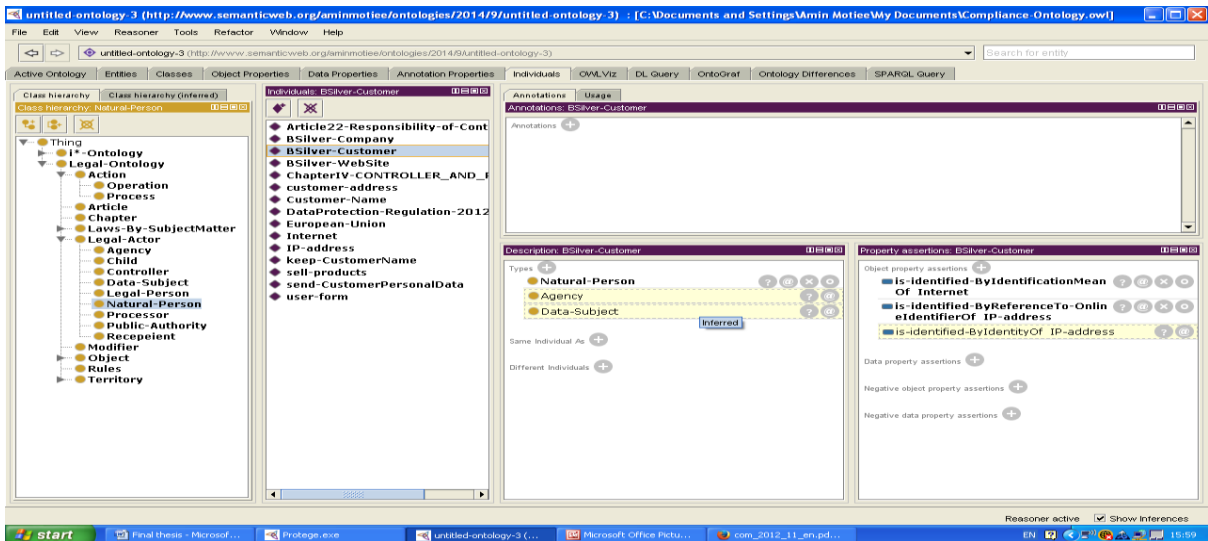 untitled-ontology-3 (http://www.semanticweb.org/aminmotiee/ontologies/2014/9/untitled-ontology-3) : [C:\Documents and Settings\Amin Motiee\My Documents\Compliance-Ontology.owl]
File Edit View Reasoner Tools Refactor Window Help
untitled-ontology-3 (http://www.semanticweb.org/aminmotiee/ontologies/2014/9/untitled-ontology-3)
Search for entity
Active Ontology Entities Classes Object Properties Data Properties Annotation Properties Individuals OWLViz DL Query OntoGraf Ontology Differences SPARQL Query
Class hierarchy Class hierarchy (inferred)
Class hierarchy: Natural-Person
Thing
i*-Ontology
Legal-Ontology
Action
Operation
Process
Article
Chapter
Laws-By-SubjectMatter
Legal-Actor
Agency
Child
Controller
Data-Subject
Legal-Person
Natural-Person
Processor
Public-Authority
Recepeient
Modifier
Object
Rules
Territory
Individuals: BSilver-Customer
Article22-Responsibility-of-Cont
BSilver-Company
BSilver-Customer
BSilver-WebSite
ChapterIV-CONTROLLER_AND_
customer-address
Customer-Name
DataProtection-Regulation-2012
European-Union
Internet
IP-address
keep-CustomerName
sell-products
send-CustomerPersonalData
user-form
Annotations Usage
Annotations: BSilver-Customer
Annotations
Description: BSilver-Customer
Types
Natural-Person
Agency
Data-Subject
Inferred
Same Individual As
Different Individuals
Property assertions: BSilver-Customer
Object property assertions
is-identified-ByIdentificationMean
Of Internet
is-identified-ByReferenceTo-Onlin
eIdentifierOf IP-address
is-identified-ByIdentityOf IP-address
Data property assertions
Negative object property assertions
Negative data property assertions
Reasoner active Show Inferences
start Final thesis - Microsof... Protege.exe untitled-ontology-3 (... Microsoft Office Pictu... com_2012_11_en.pd... EN 15:59